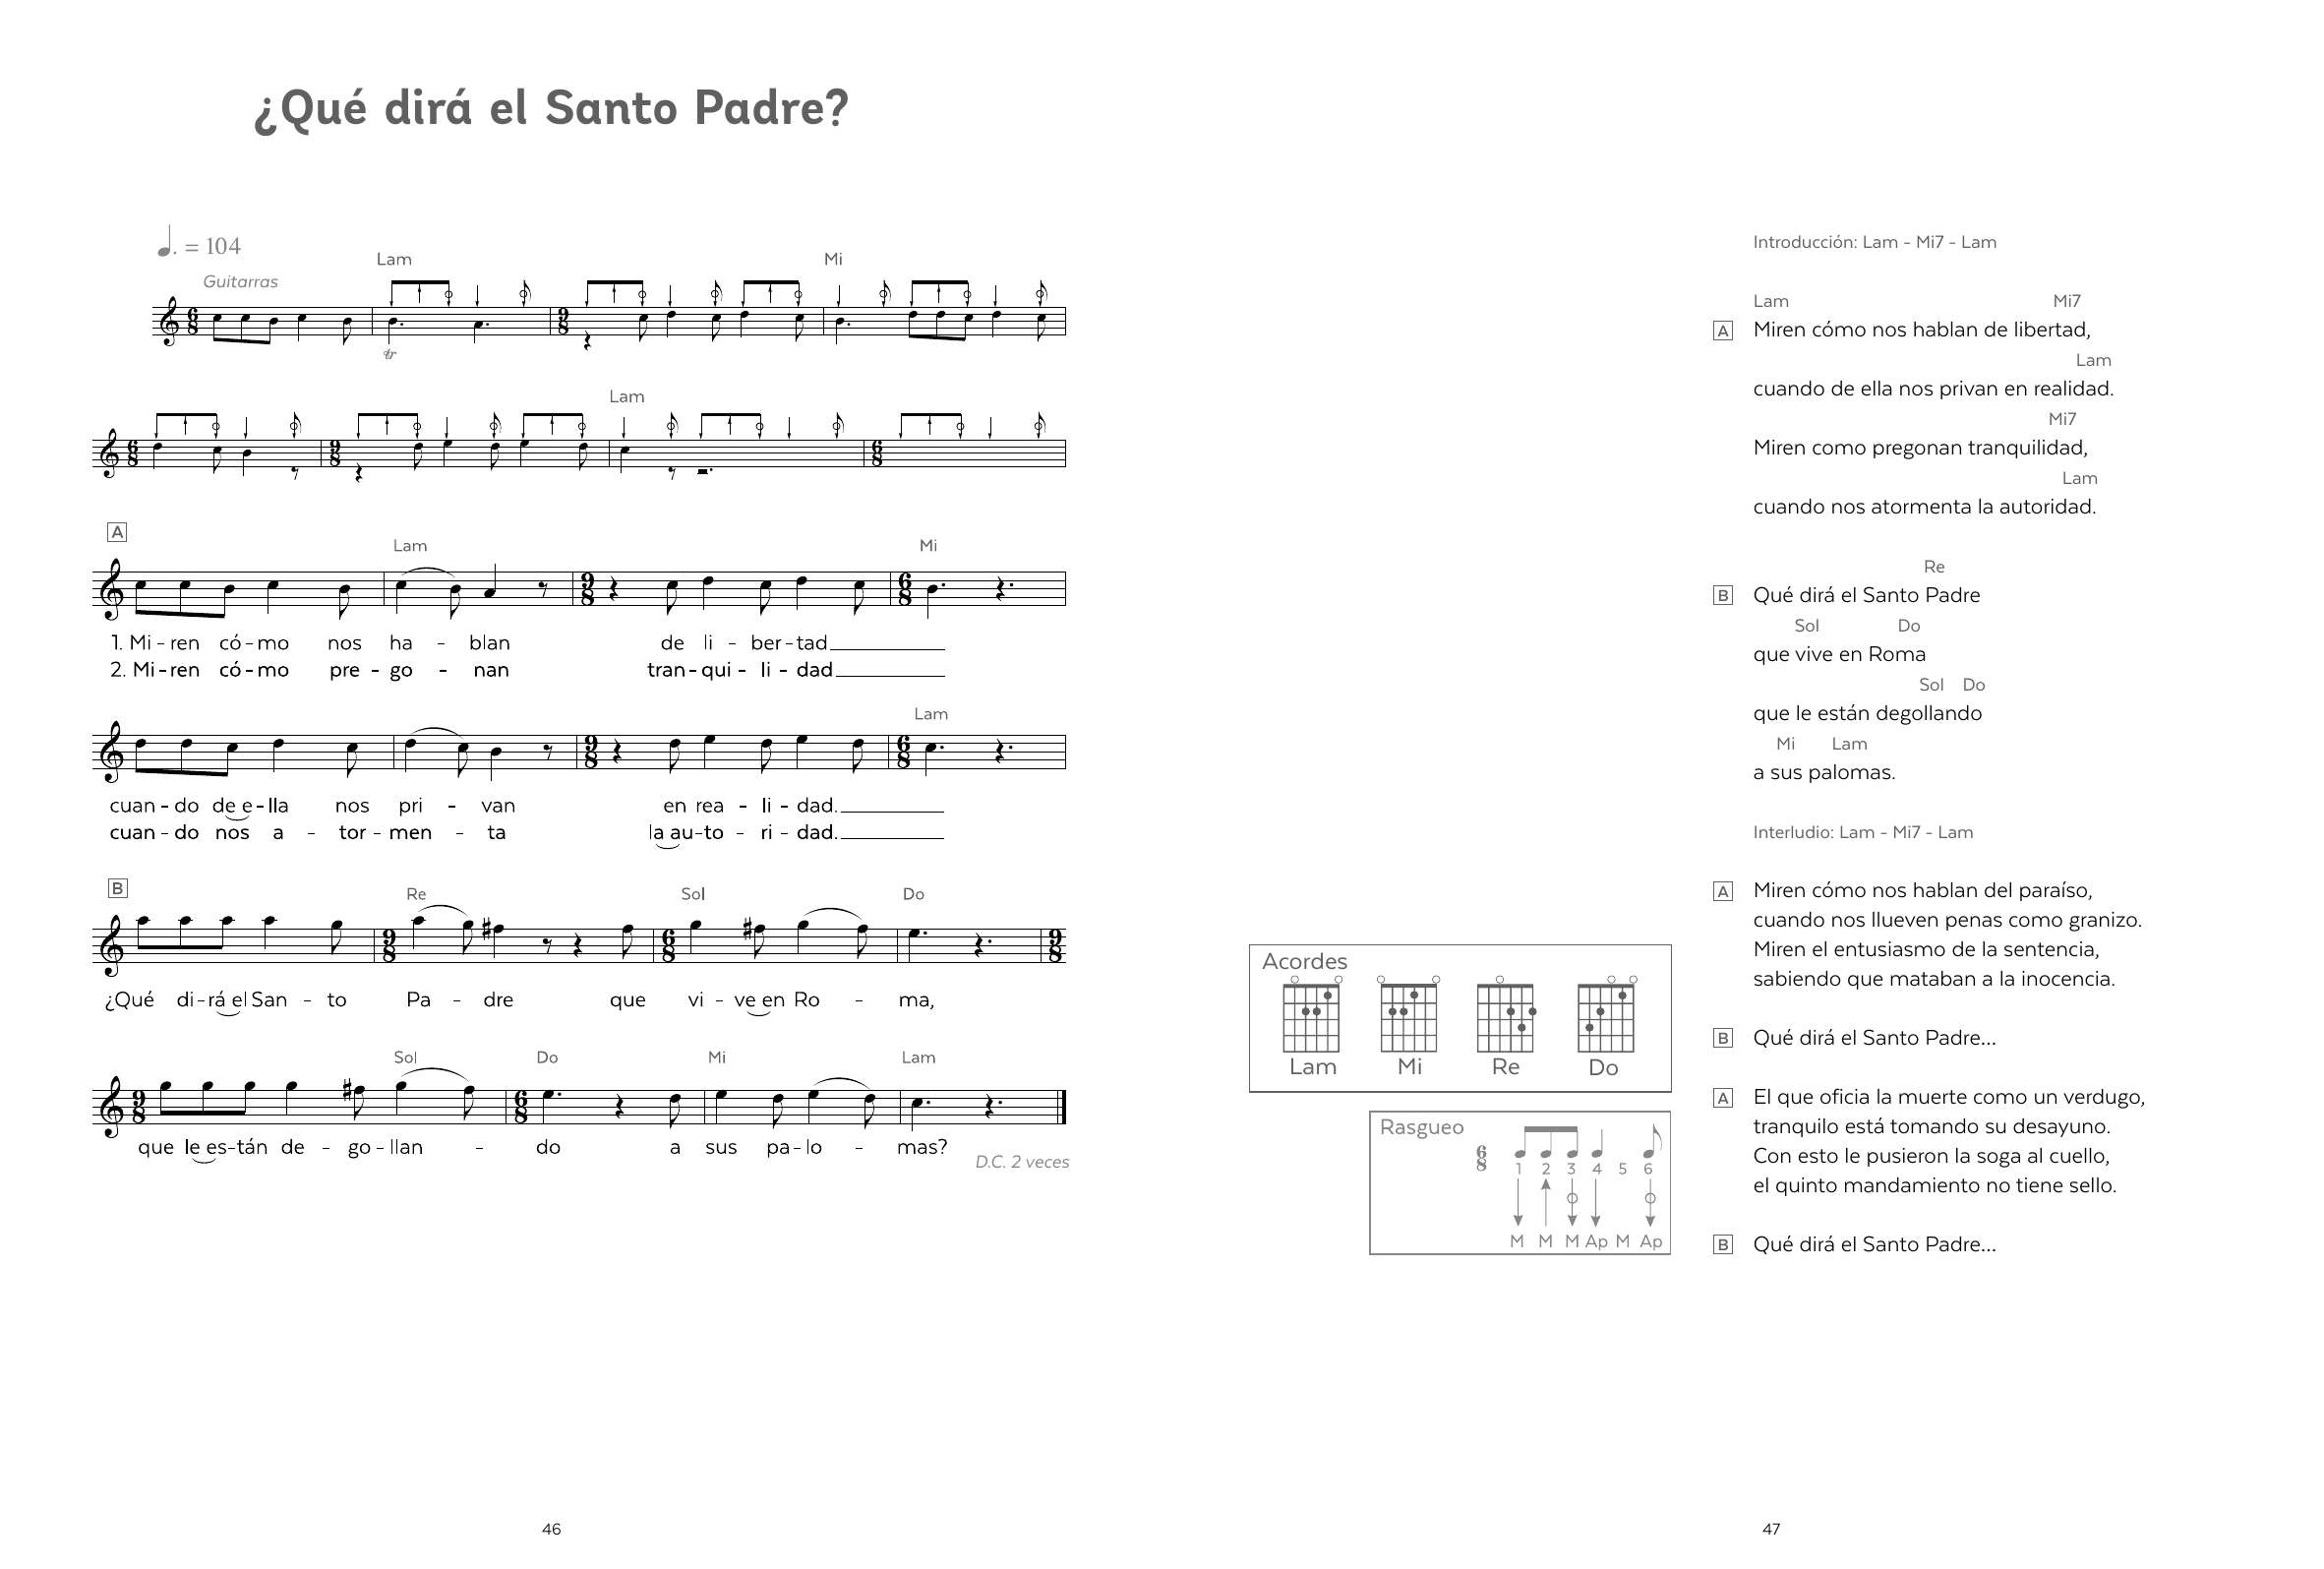 ¿Qué dirá el Santo Padre?
♩. = 104
Guitarras
Lam Mi
tr
Lam
A
Lam Mi
1. Mi - ren có - mo nos ha - blan de li - ber - tad
2. Mi - ren có - mo pre - go - nan tran - qui - li - dad
Lam
cuan - do de e - lla nos pri - van en rea - li - dad.
cuan - do nos a - tor - men - ta la au - to - ri - dad.
B
Re Sol Do
¿Qué di - rá el San - to Pa - dre que vi - ve en Ro - ma,
Sol Do Mi Lam
que le es - tán de - go - llan - do a sus pa - lo - mas?
D.C. 2 veces
46
Introducción: Lam - Mi7 - Lam
Lam Mi7
A Miren cómo nos hablan de libertad,
Lam
cuando de ella nos privan en realidad.
Mi7
Miren como pregonan tranquilidad,
Lam
cuando nos atormenta la autoridad.
Re
B Qué dirá el Santo Padre
Sol Do
que vive en Roma
Sol Do
que le están degollando
Mi Lam
a sus palomas.
Interludio: Lam - Mi7 - Lam
A Miren cómo nos hablan del paraíso,
cuando nos llueven penas como granizo.
Miren el entusiasmo de la sentencia,
sabiendo que mataban a la inocencia.
B Qué dirá el Santo Padre...
A El que oficia la muerte como un verdugo,
tranquilo está tomando su desayuno.
Con esto le pusieron la soga al cuello,
el quinto mandamiento no tiene sello.
B Qué dirá el Santo Padre...
Acordes
Lam Mi Re Do
Rasgueo
6
8
1 2 3 4 5 6
M M M Ap M Ap
47